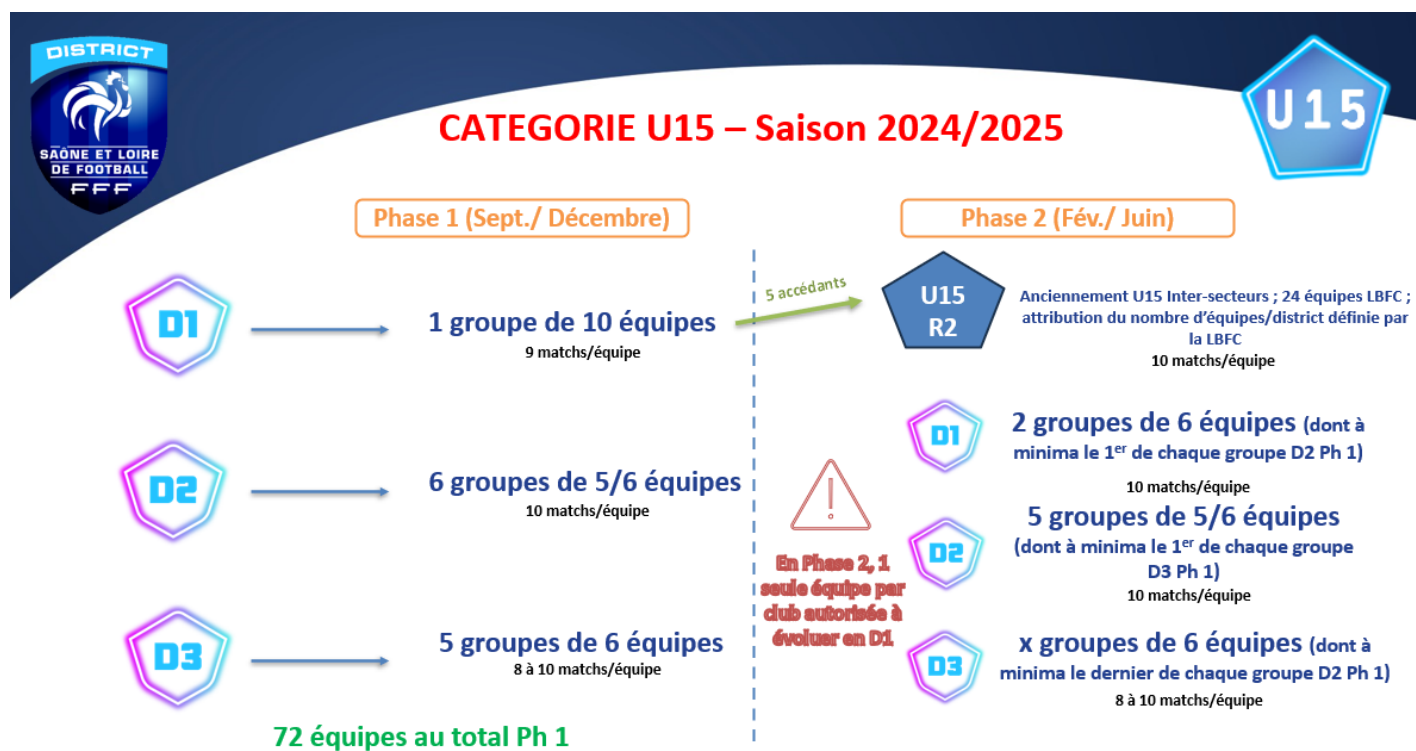 DISTRICT
SAÔNE ET LOIRE
DE FOOTBALL
FFF
U15
CATEGORIE U15 – Saison 2024/2025
Phase 1 (Sept./ Décembre)
D1
1 groupe de 10 équipes
9 matchs/équipe
D2
6 groupes de 5/6 équipes
10 matchs/équipe
D3
5 groupes de 6 équipes
8 à 10 matchs/équipe
72 équipes au total Ph 1
5 accédants
!
En Phase 2, 1
seule équipe par
club autorisée à
évoluer en D1
Phase 2 (Fév./ Juin)
U15
R2
Anciennement U15 Inter-secteurs ; 24 équipes LBFC ;
attribution du nombre d’équipes/district définie par
la LBFC
10 matchs/équipe
D1
2 groupes de 6 équipes (dont à
minima le 1er de chaque groupe D2 Ph 1)
10 matchs/équipe
D2
5 groupes de 5/6 équipes
(dont à minima le 1er de chaque groupe
D3 Ph 1)
10 matchs/équipe
D3
x groupes de 6 équipes (dont à
minima le dernier de chaque groupe D2 Ph 1)
8 à 10 matchs/équipe